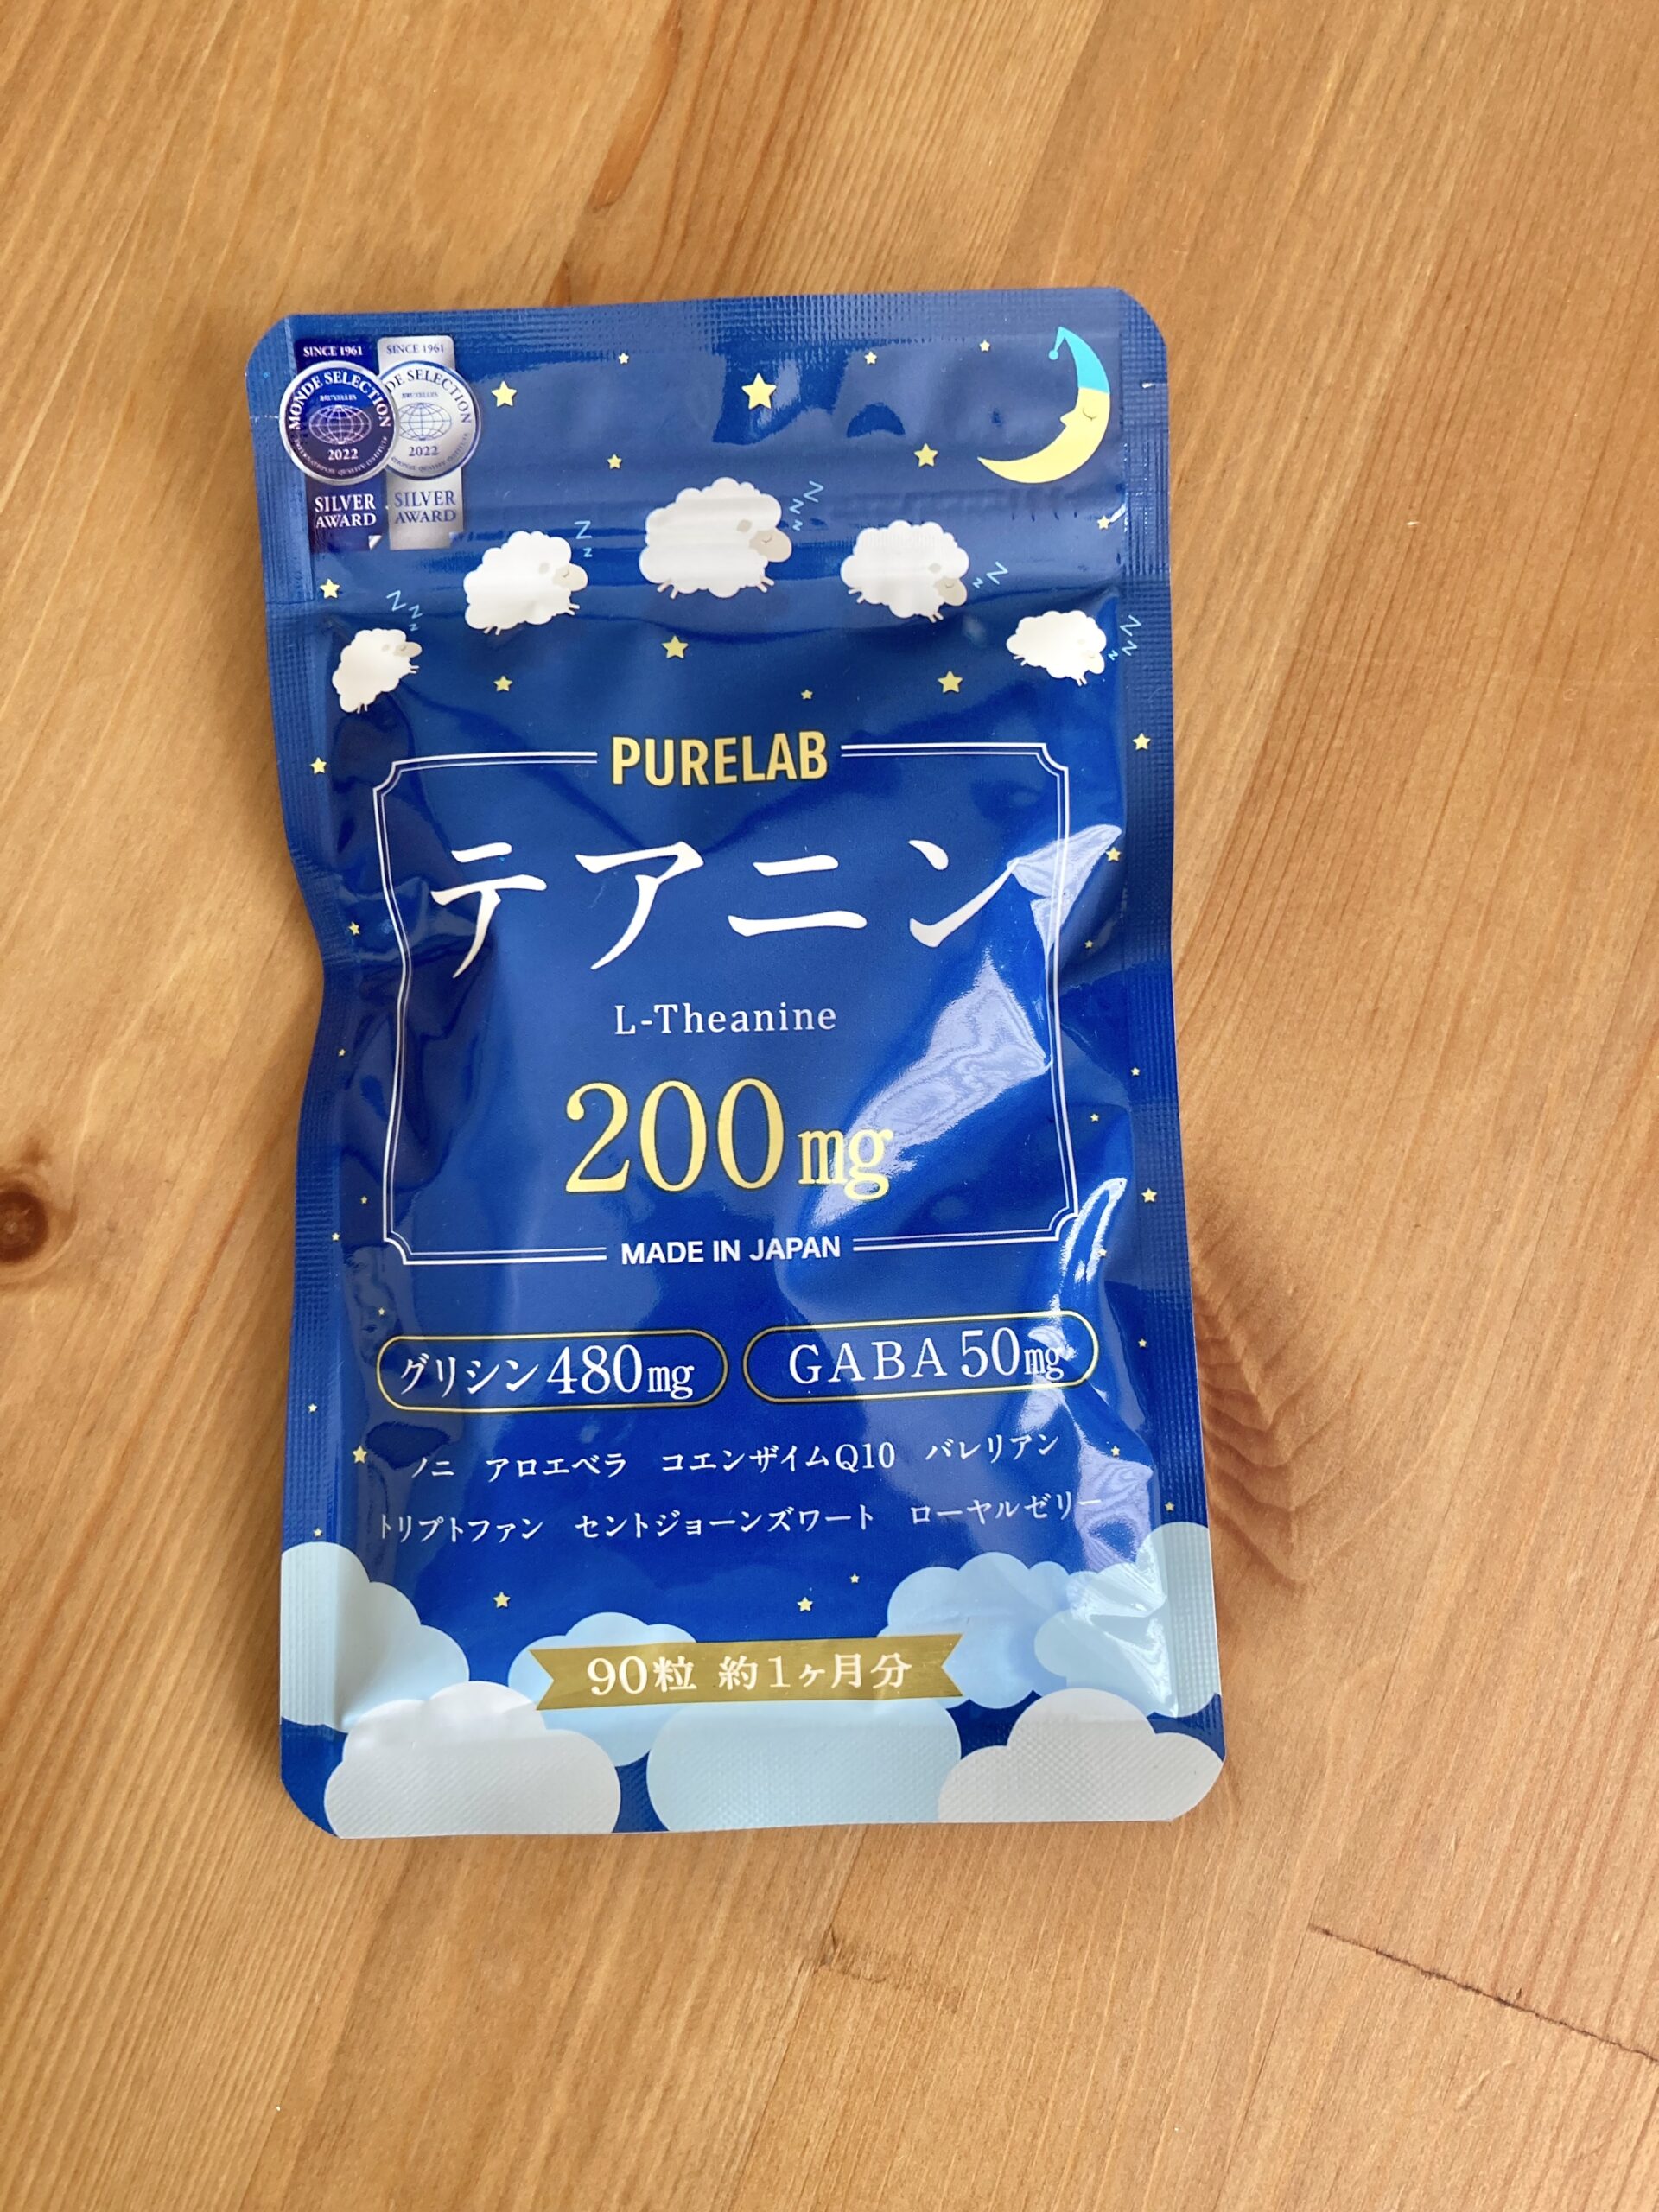 SINCE 1961
MONDE SELECTION
BRUXELLES
2022
SILVER
AWARD
SINCE 1961
DE SELECTION
BRUXELLES
2022
SILVER
AWARD
Z z
Z Z z
Z Z z z
Z z z
Z Z z
PURELAB
テアニン
L-Theanine
200mg
MADE IN JAPAN
グリシン480mg GABA 50mg
ノニ アロエベラ コエンザイムQ10 バレリアン
トリプトファン セントジョーンズワート ローヤルゼリー
90粒 約1ヶ月分